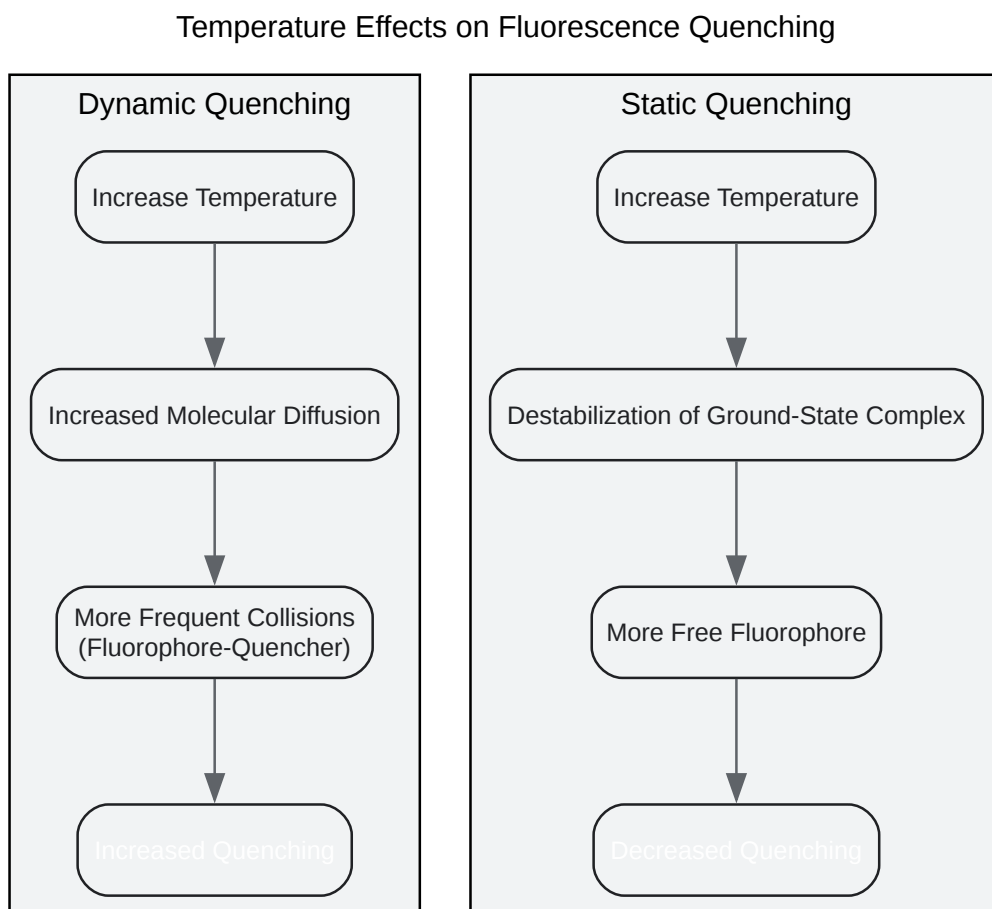 Temperature Effects on Fluorescence Quenching
Dynamic Quenching
Increase Temperature
Increased Molecular Diffusion
More Frequent Collisions
(Fluorophore-Quencher)
Increased Quenching
Static Quenching
Increase Temperature
Destabilization of Ground-State Complex
More Free Fluorophore
Decreased Quenching